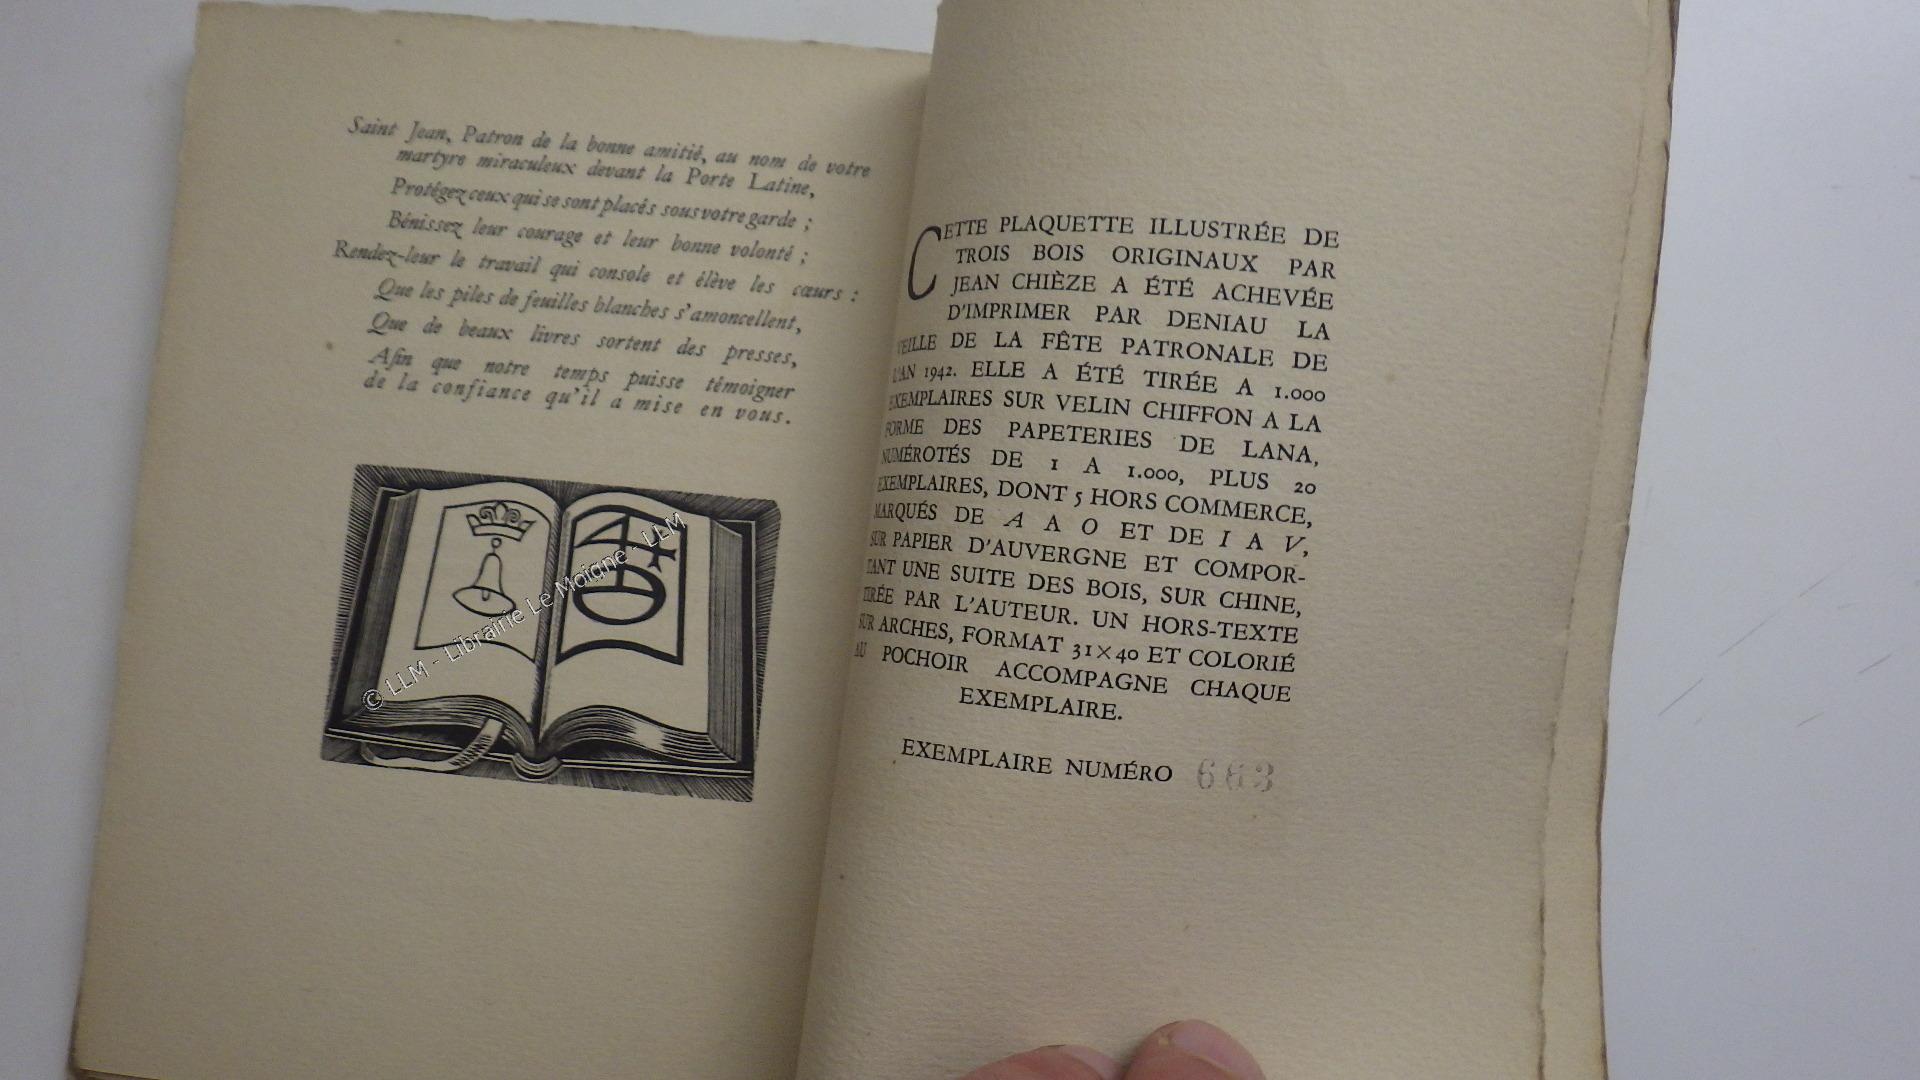 Saint Jean, Patron de la bonne amitié, au nom de votre
martyre miraculeux devant la Porte Latine,
Protégez ceux qui se sont placés sous votre garde ;
Bénissez leur courage et leur bonne volonté ;
Rendez-leur le travail qui console et élève les cœurs :
Que les piles de feuilles blanches s'amoncellent,
Que de beaux livres sortent des presses,
Afin que notre temps puisse témoigner
de la confiance qu'il a mise en vous.
© LLM - Librairie Le Moigne - LLM
CETTE PLAQUETTE ILLUSTRÉE DE
TROIS BOIS ORIGINAUX PAR
JEAN CHIÈZE A ÉTÉ ACHEVÉE
D'IMPRIMER PAR DENIAU LA
VEILLE DE LA FÊTE PATRONALE DE
L'AN 1942. ELLE A ÉTÉ TIRÉE A 1.000
EXEMPLAIRES SUR VELIN CHIFFON A LA
FORME DES PAPETERIES DE LANA,
NUMÉROTÉS DE 1 A 1.000, PLUS 20
EXEMPLAIRES, DONT 5 HORS COMMERCE,
MARQUÉS DE A A O ET DE I A V,
SUR PAPIER D'AUVERGNE ET COMPOR-
TANT UNE SUITE DES BOIS, SUR CHINE,
TIRÉE PAR L'AUTEUR. UN HORS-TEXTE
SUR ARCHES, FORMAT 31×40 ET COLORIÉ
AU POCHOIR ACCOMPAGNE CHAQUE
EXEMPLAIRE.
EXEMPLAIRE NUMÉRO